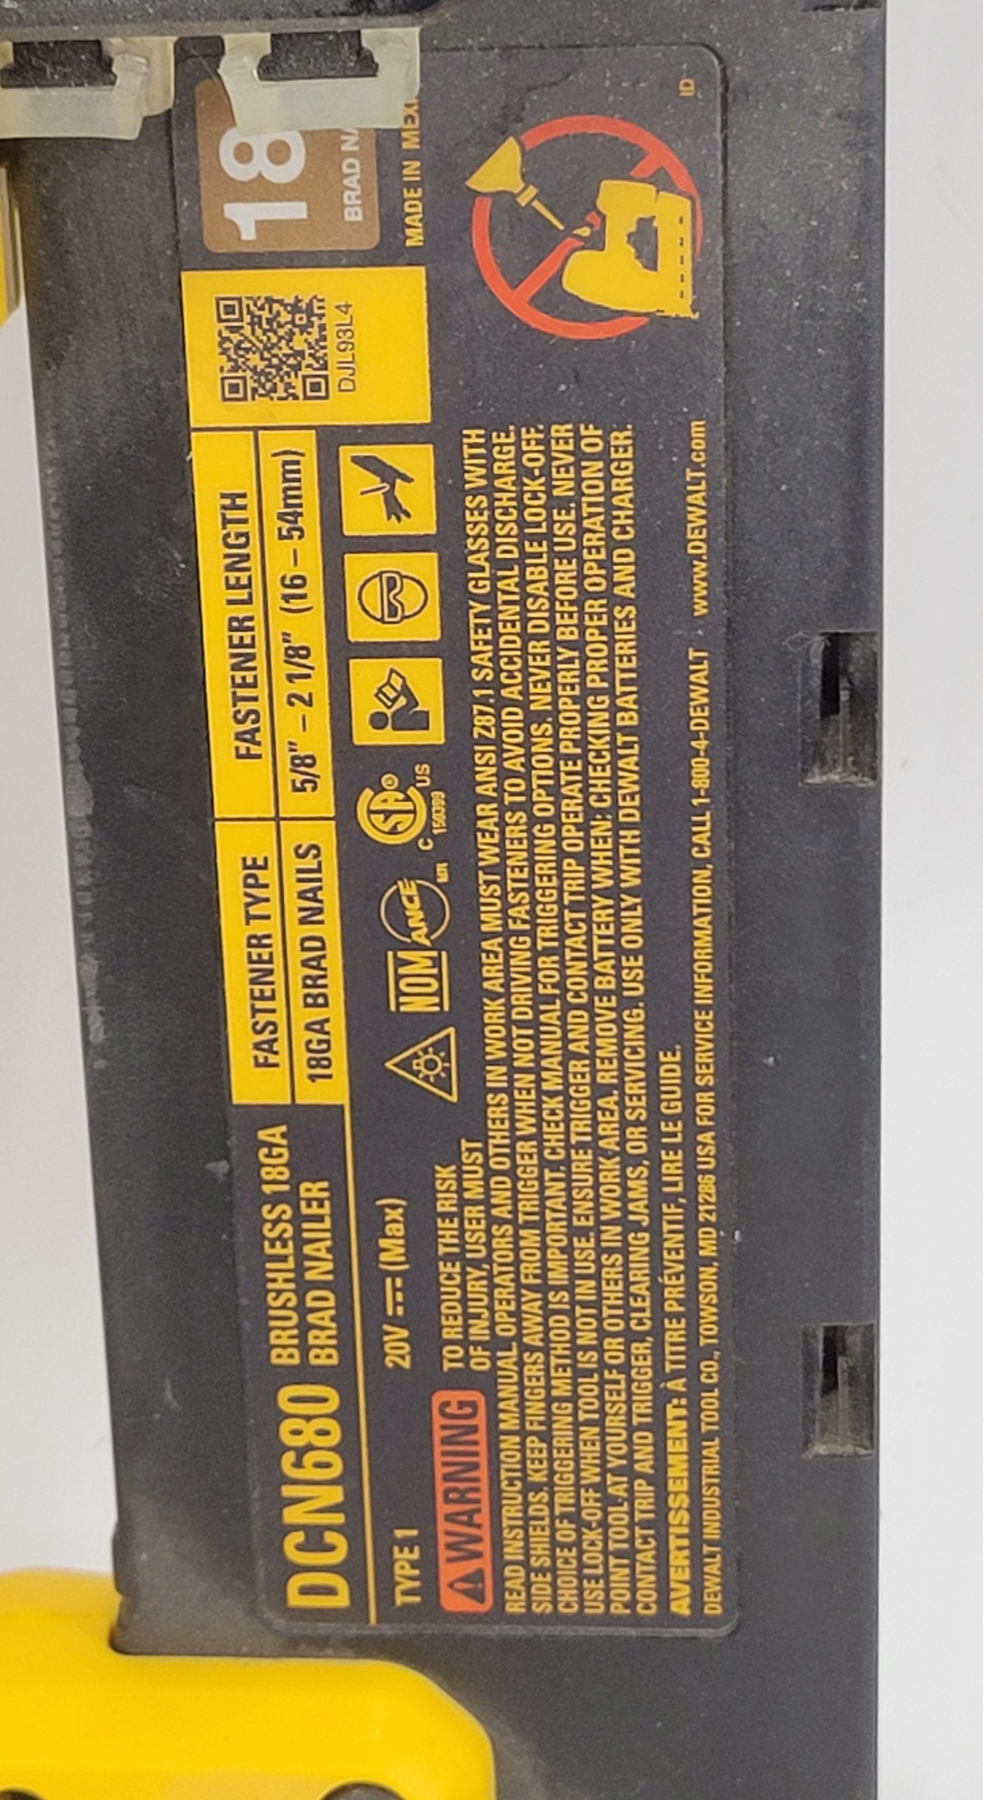 DCN680 BRUSHLESS 18GA
BRAD NAILER
FASTENER TYPE
18GA BRAD NAILS
FASTENER LENGTH
5/8" – 2 1/8" (16 – 54mm)
DJL93L4
18
BRAD
MADE IN
TYPE 1
20V ⎓ (Max)
NOM
ANCE
MR
SA®
C US
150399
WARNING
TO REDUCE THE RISK
OF INJURY, USER MUST
READ INSTRUCTION MANUAL. OPERATORS AND OTHERS IN WORK AREA MUST WEAR ANSI Z87.1 SAFETY GLASSES WITH
SIDE SHIELDS. KEEP FINGERS AWAY FROM TRIGGER WHEN NOT DRIVING FASTENERS TO AVOID ACCIDENTAL DISCHARGE.
CHOICE OF TRIGGERING METHOD IS IMPORTANT. CHECK MANUAL FOR TRIGGERING OPTIONS. NEVER DISABLE LOCK-OFF.
USE LOCK-OFF WHEN TOOL IS NOT IN USE. ENSURE TRIGGER AND CONTACT TRIP OPERATE PROPERLY BEFORE USE. NEVER
POINT TOOL AT YOURSELF OR OTHERS IN WORK AREA. REMOVE BATTERY WHEN: CHECKING PROPER OPERATION OF
CONTACT TRIP AND TRIGGER, CLEARING JAMS, OR SERVICING. USE ONLY WITH DEWALT BATTERIES AND CHARGER.
AVERTISSEMENT: À TITRE PRÉVENTIF, LIRE LE GUIDE.
DEWALT INDUSTRIAL TOOL CO., TOWSON, MD 21286 USA FOR SERVICE INFORMATION, CALL 1-800-4-DEWALT · www.DEWALT.com
ID